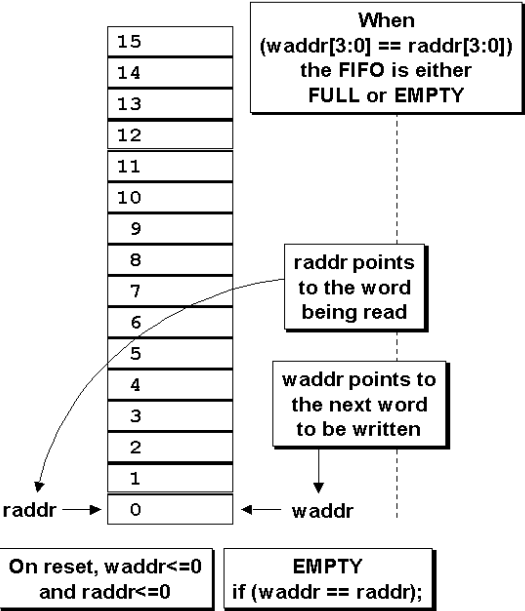 When
(waddr[3:0] == raddr[3:0])
the FIFO is either
FULL or EMPTY
15
14
13
12
11
10
9
8
7
6
5
4
3
2
1
0
raddr points
to the word
being read
waddr points to
the next word
to be written
raddr
waddr
On reset, waddr<=0
and raddr<=0
EMPTY
if (waddr == raddr);